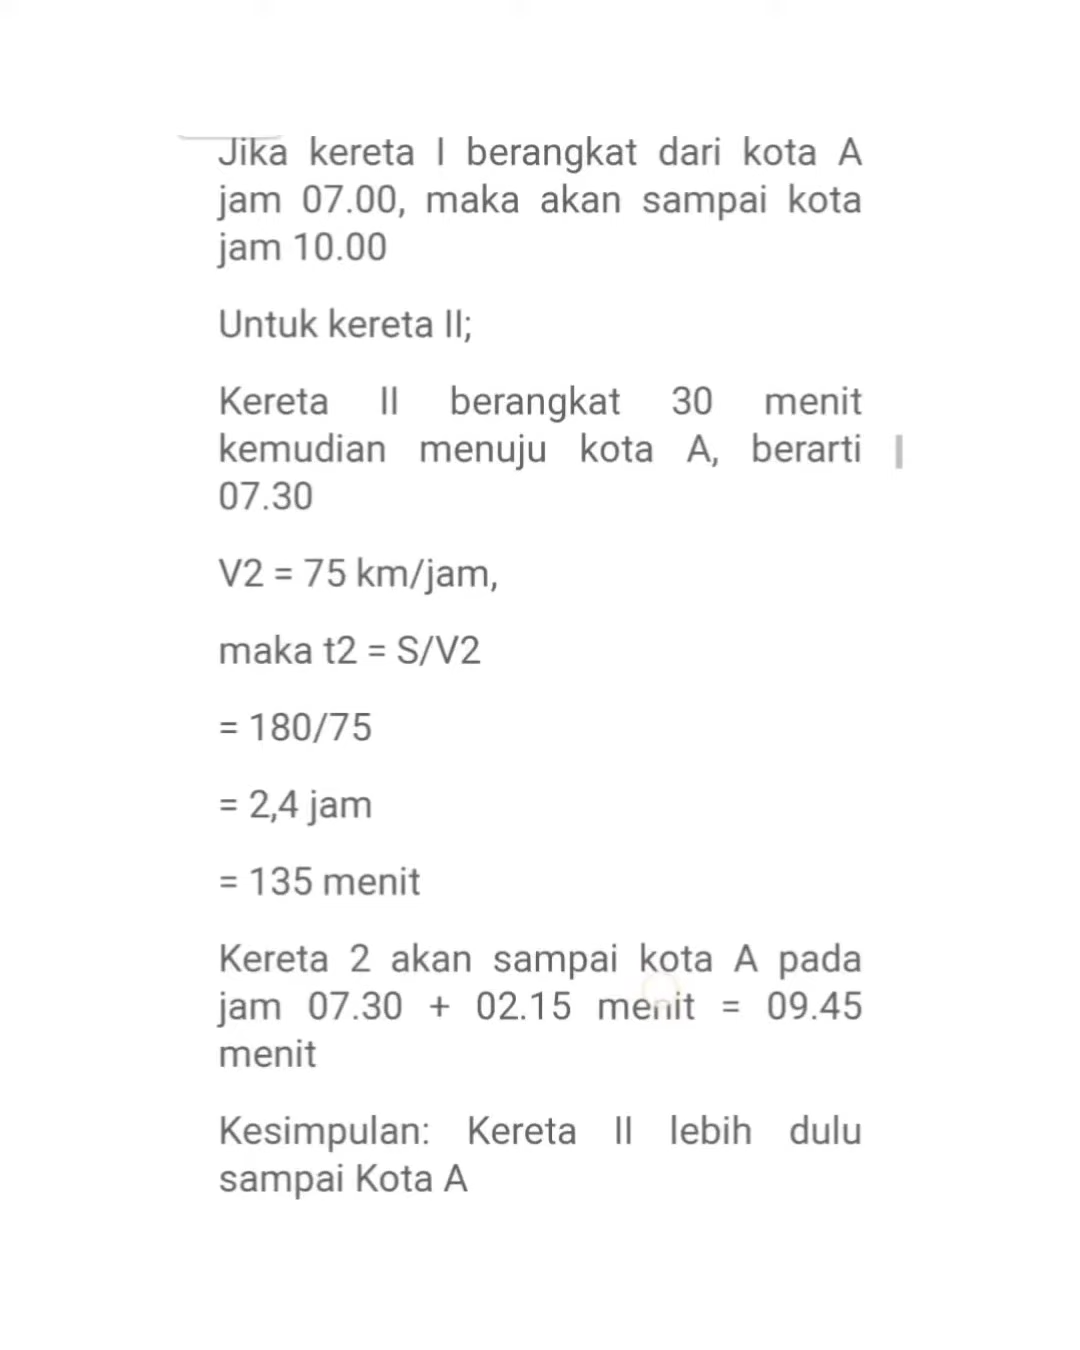 Jika kereta I berangkat dari kota A
jam 07.00, maka akan sampai kota
jam 10.00
Untuk kereta II;
Kereta II berangkat 30 menit
kemudian menuju kota A, berarti
07.30
V2 = 75 km/jam,
maka t2 = S/V2
= 180/75
= 2,4 jam
= 135 menit
Kereta 2 akan sampai kota A pada
jam 07.30 + 02.15 menit = 09.45
menit
Kesimpulan: Kereta II lebih dulu
sampai Kota A